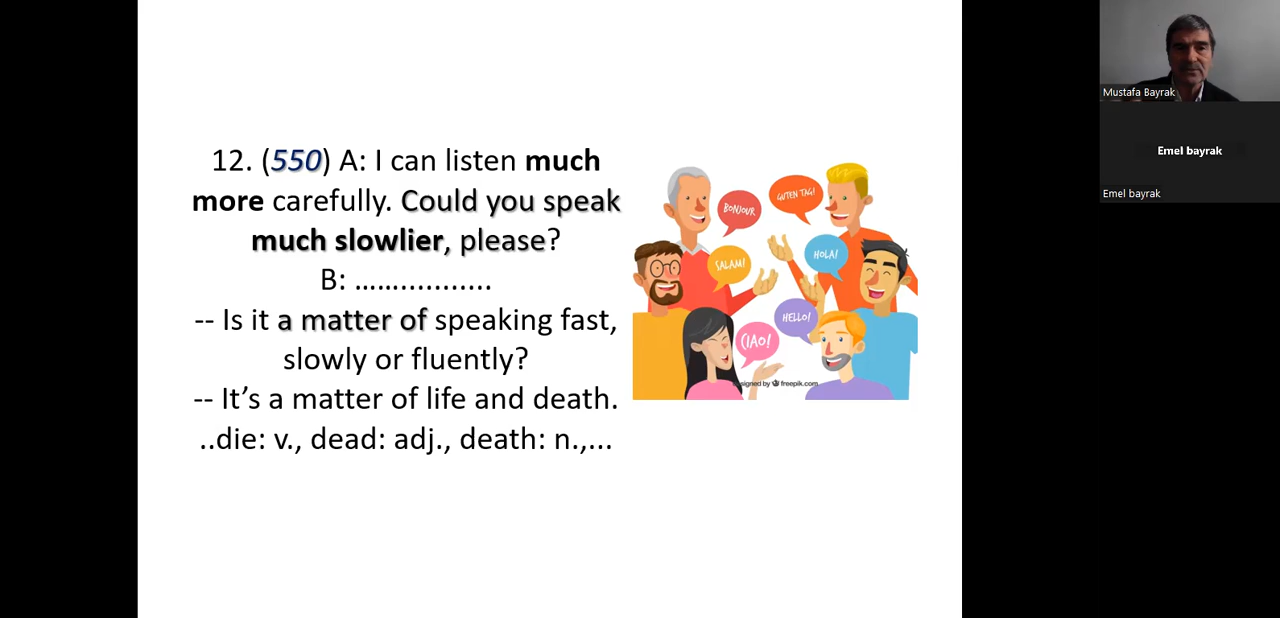 12. (550) A: I can listen much
more carefully. Could you speak
much slowlier, please?
B: .................
-- Is it a matter of speaking fast,
slowly or fluently?
-- It’s a matter of life and death.
..die: v., dead: adj., death: n.,...
BONJOUR
GUTEN TAG!
SALAM!
HOLA!
HELLO!
CIAO!
signed by freepik.com
Mustafa Bayrak
Emel bayrak
Emel bayrak